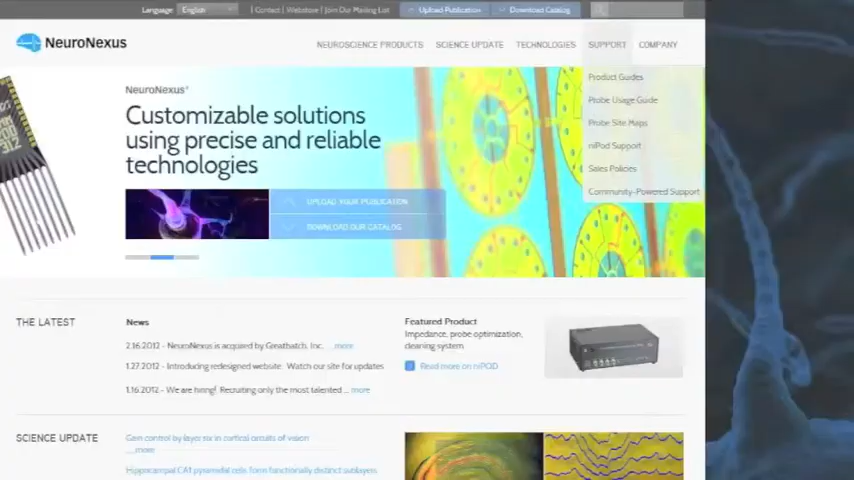 Language: English | Contact | Webstore | Join Our Mailing List Upload Publication Download Catalog
NeuroNexus
NEUROSCIENCE PRODUCTS SCIENCE UPDATE TECHNOLOGIES SUPPORT COMPANY
Product Guides
Probe Usage Guide
Probe Site Maps
niPod Support
Sales Policies
Community-Powered Support
NeuroNexus
Customizable solutions
using precise and reliable
technologies
UPLOAD YOUR PUBLICATION
DOWNLOAD OUR CATALOG
THE LATEST
News
2.16.2012 - NeuroNexus is acquired by Greatbatch, Inc. ...more
1.27.2012 - Introducing redesigned website. Watch our site for updates
1.16.2012 - We are hiring! Recruiting only the most talented ... more
Featured Product
Impedance, probe optimization,
cleaning system.
Read more on niPOD
SCIENCE UPDATE
Gain control by layer six in cortical circuits of vision
...more
Hippocampal CA1 pyramidal cells form functionally distinct sublayers